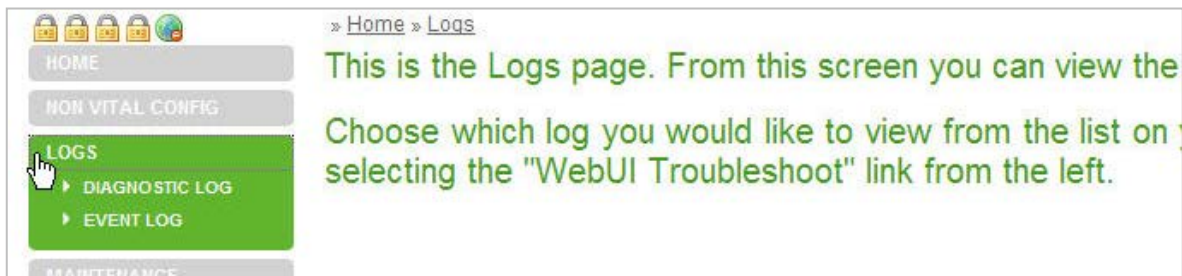 » Home » Logs
HOME
This is the Logs page. From this screen you can view the
NON VITAL CONFIG
Choose which log you would like to view from the list on
selecting the "WebUI Troubleshoot" link from the left.
LOGS
DIAGNOSTIC LOG
EVENT LOG
MAINTENANCE